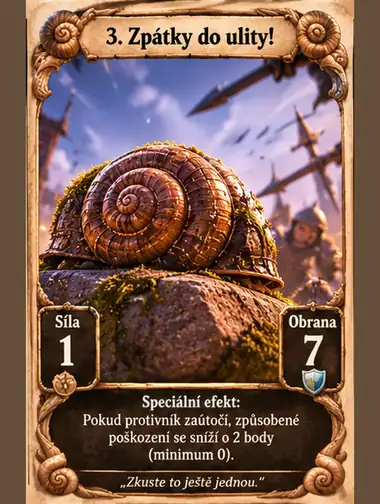 3. Zpátky do ulity!
Síla
1
Obrana
7
Speciální efekt:
Pokud protivník zaútočí, způsobené
poškození se sníží o 2 body
(minimum 0).
„Zkuste to ještě jednou.“